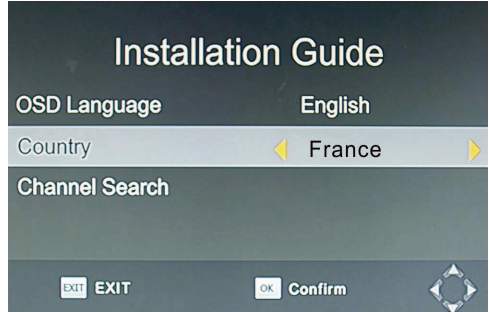 Installation Guide
OSD Language English
Country France
Channel Search
EXIT EXIT OK Confirm